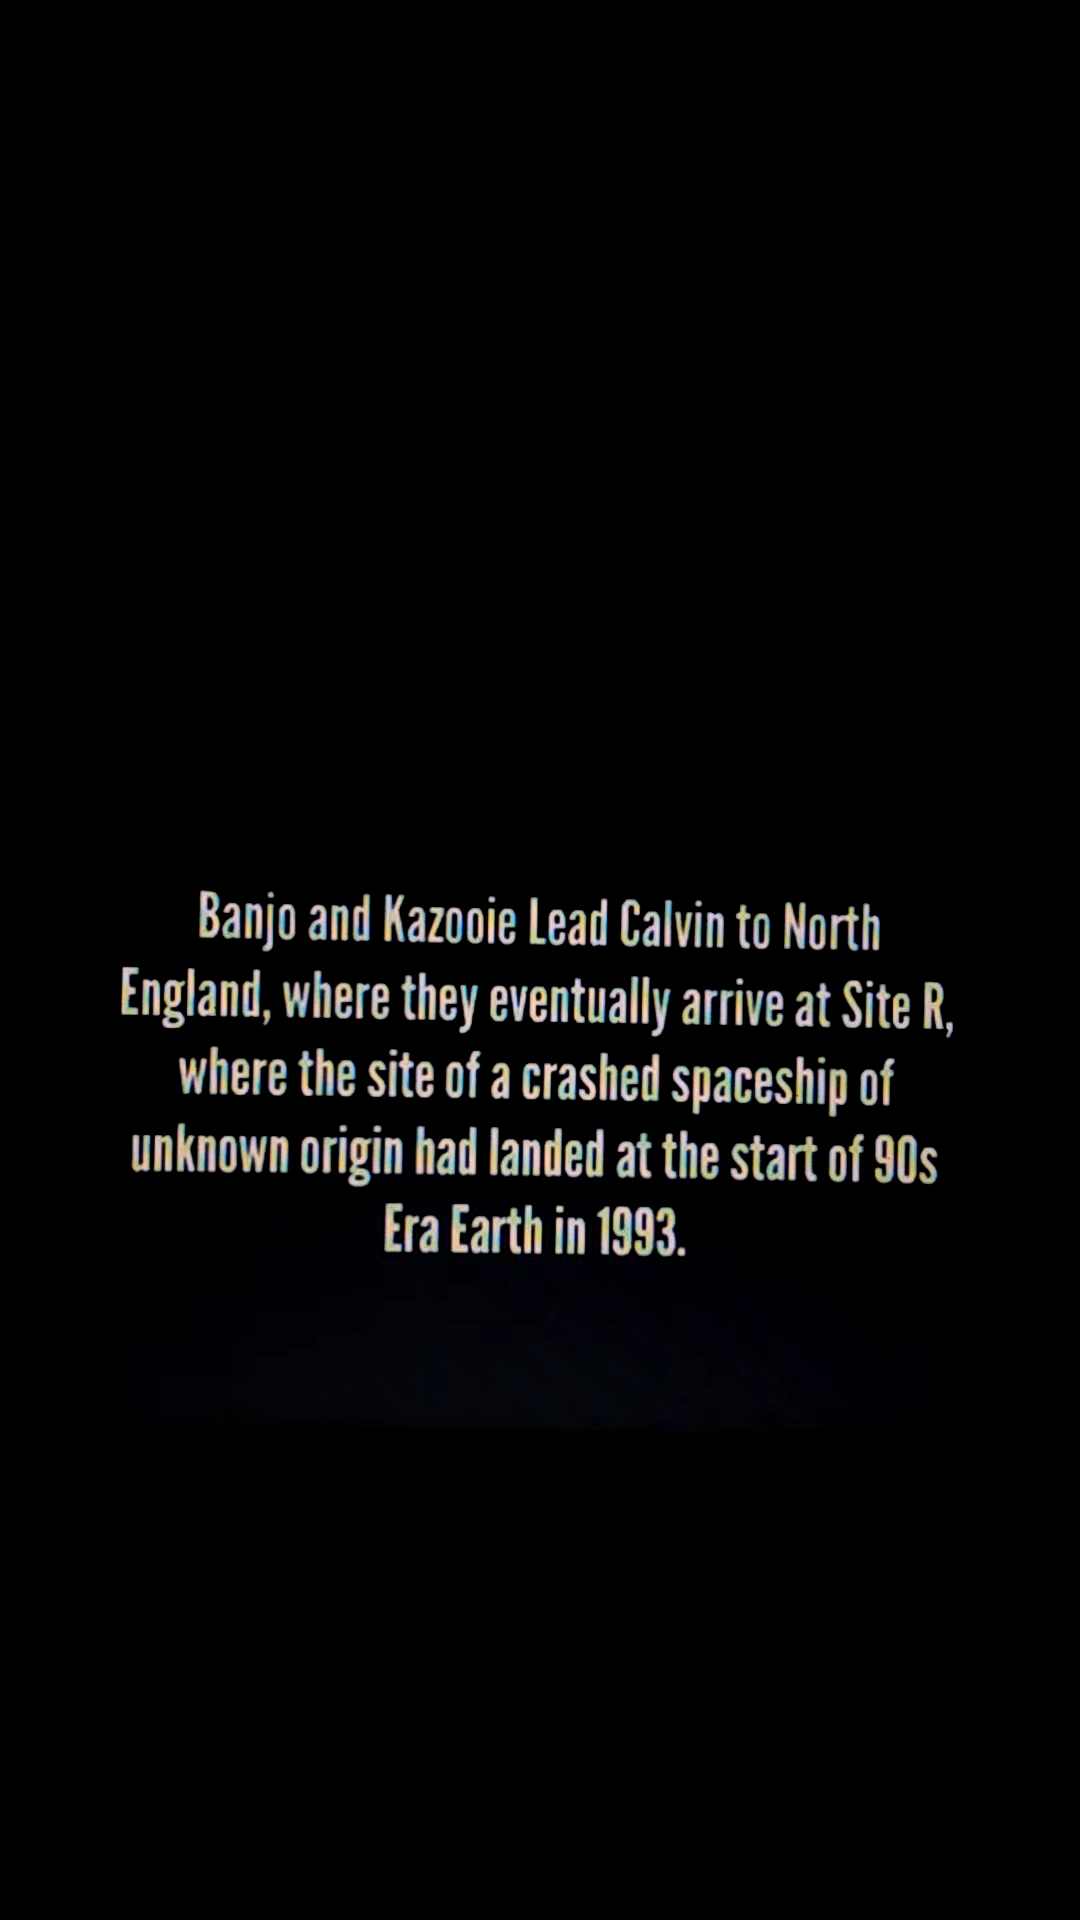 Banjo and Kazooie Lead Calvin to North
England, where they eventually arrive at Site R,
where the site of a crashed spaceship of
unknown origin had landed at the start of 90s
Era Earth in 1993.